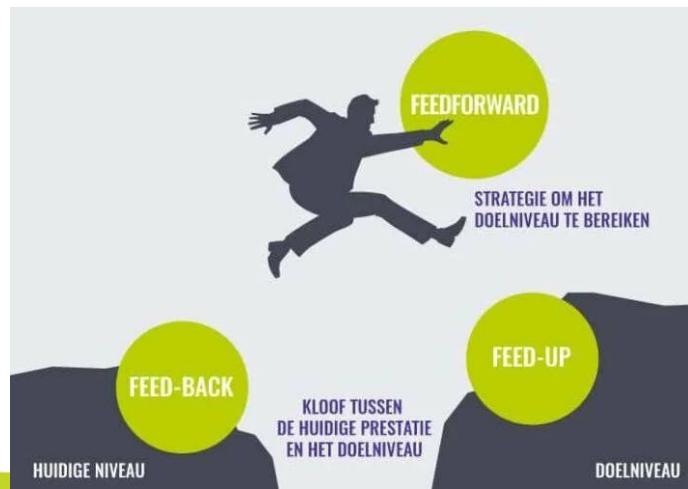 FEEDFORWARD
STRATEGIE OM HET
DOELNIVEAU TE BEREIKEN
FEED-BACK
FEED-UP
KLOOF TUSSEN
DE HUIDIGE PRESTATIE
EN HET DOELNIVEAU
HUIDIGE NIVEAU
DOELNIVEAU